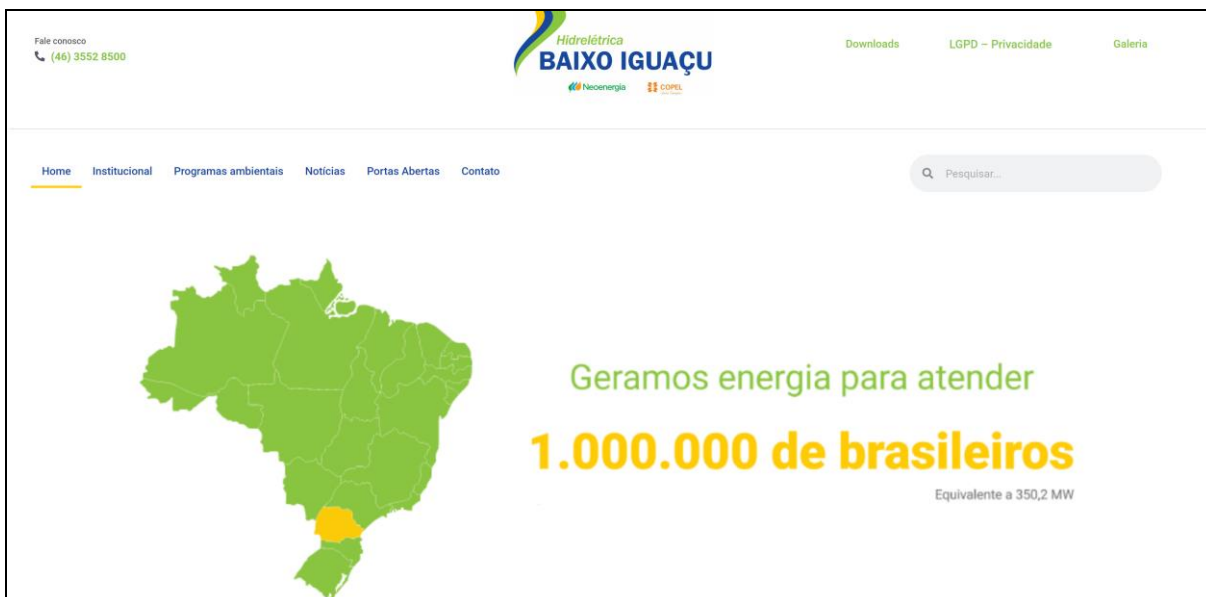 Fale conosco
(46) 3552 8500
Hidrelétrica
BAIXO IGUAÇU
Neoenergia COPEL
Downloads LGPD – Privacidade Galeria
Home Institucional Programas ambientais Notícias Portas Abertas Contato
Pesquisar...
Geramos energia para atender
1.000.000 de brasileiros
Equivalente a 350,2 MW